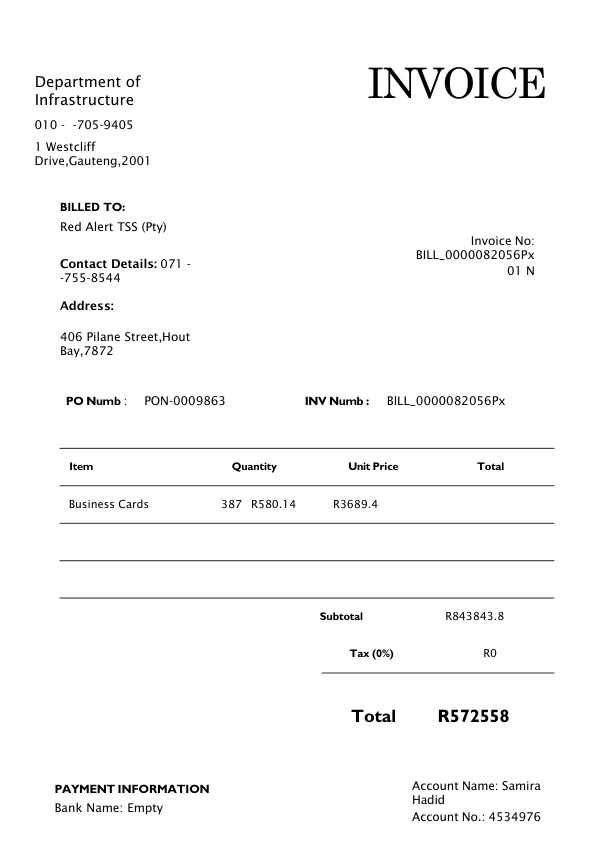 INVOICE
Department of
Infrastructure
010 -  -705-9405
1 Westcliff
Drive,Gauteng,2001
BILLED TO:
Red Alert TSS (Pty)
Contact Details: 071 -
-755-8544
Address:
406 Pilane Street,Hout
Bay,7872
Invoice No:
BILL_0000082056Px
01 N
PO Numb : PON-0009863 INV Numb : BILL_0000082056Px
Item Quantity Unit Price Total
Business Cards 387 R580.14 R3689.4
Subtotal R843843.8
Tax (0%) R0
Total R572558
PAYMENT INFORMATION
Bank Name: Empty
Account Name: Samira
Hadid
Account No.: 4534976